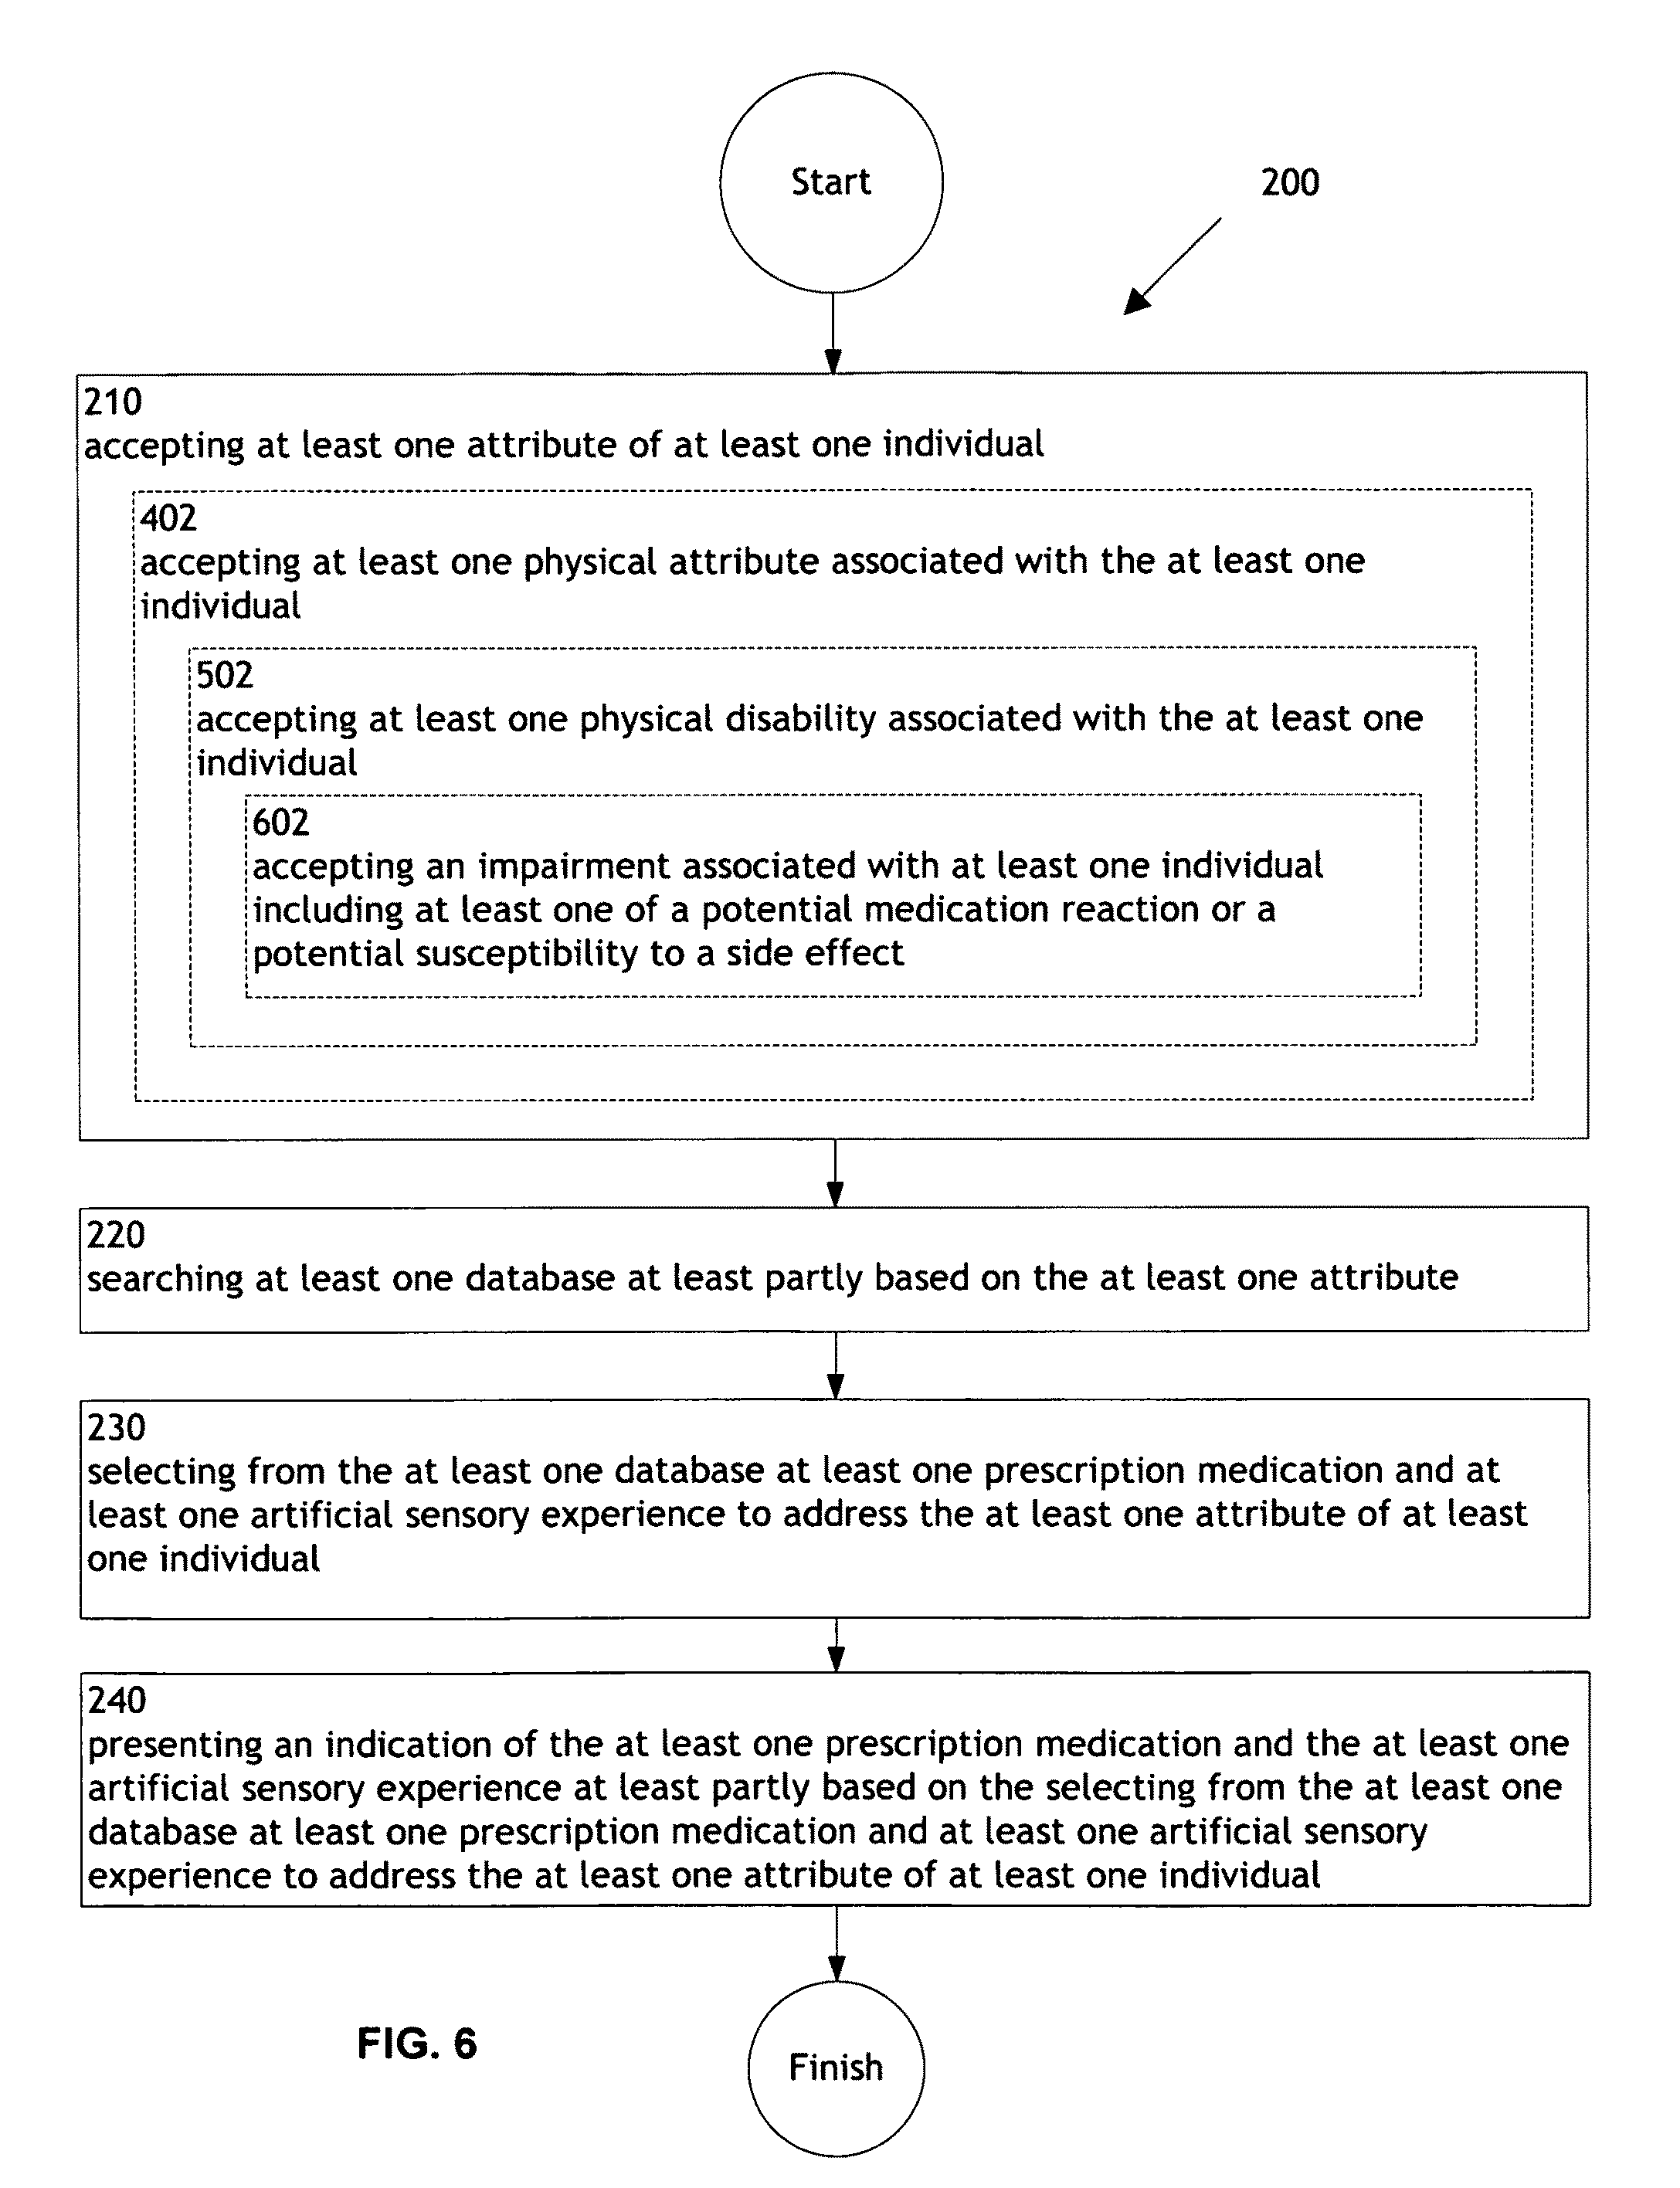 Start
200
210
accepting at least one attribute of at least one individual
402
accepting at least one physical attribute associated with the at least one
individual
502
accepting at least one physical disability associated with the at least one
individual
602
accepting an impairment associated with at least one individual
including at least one of a potential medication reaction or a
potential susceptibility to a side effect
220
searching at least one database at least partly based on the at least one attribute
230
selecting from the at least one database at least one prescription medication and at
least one artificial sensory experience to address the at least one attribute of at least
one individual
240
presenting an indication of the at least one prescription medication and the at least one
artificial sensory experience at least partly based on the selecting from the at least one
database at least one prescription medication and at least one artificial sensory
experience to address the at least one attribute of at least one individual
FIG. 6
Finish